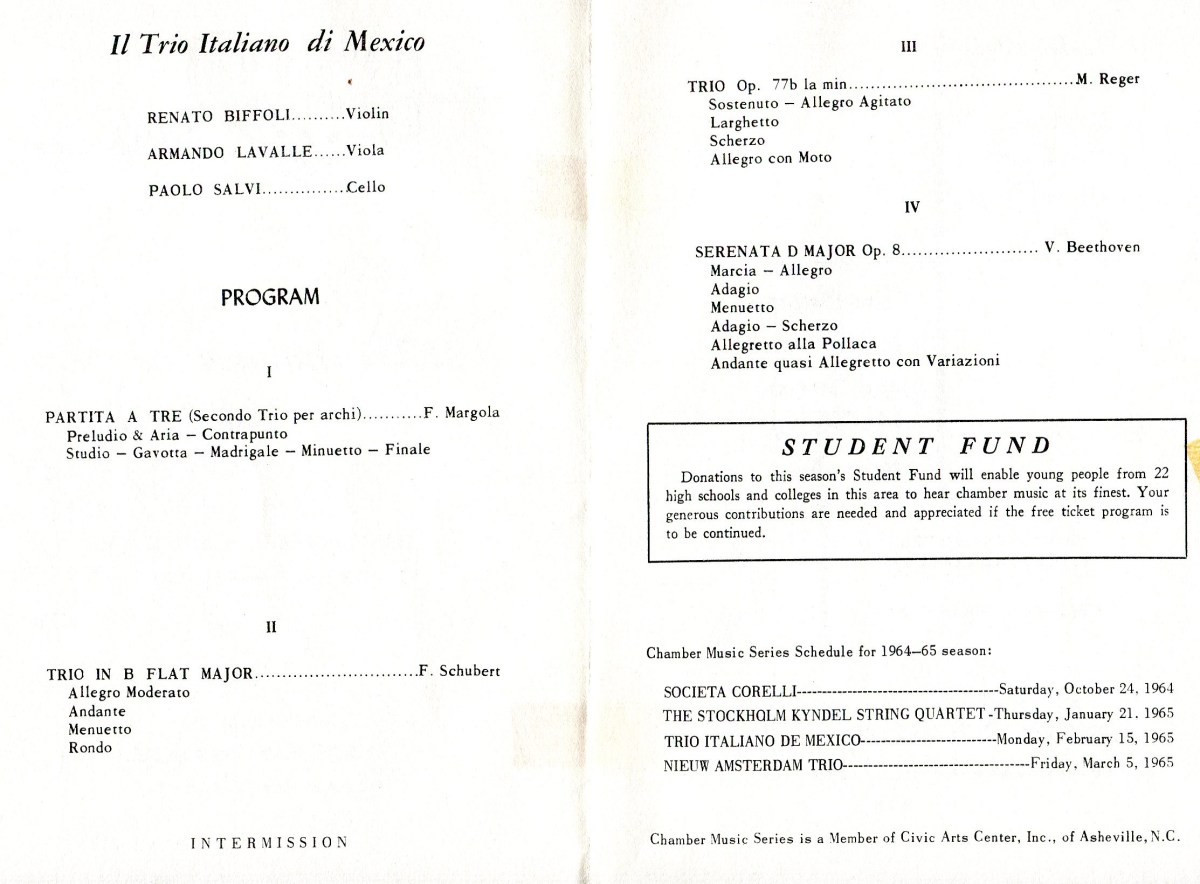 Il Trio Italiano di Mexico
RENATO BIFFOLI..........Violin
ARMANDO LAVALLE......Viola
PAOLO SALVI...............Cello
PROGRAM
I
PARTITA A TRE (Secondo Trio per archi)...........F. Margola
Preludio & Aria – Contrapunto
Studio – Gavotta – Madrigale – Minuetto – Finale
II
TRIO IN B FLAT MAJOR..............................F. Schubert
Allegro Moderato
Andante
Menuetto
Rondo
INTERMISSION
III
TRIO Op. 77b la min..........................................M. Reger
Sostenuto – Allegro Agitato
Larghetto
Scherzo
Allegro con Moto
IV
SERENATA D MAJOR Op. 8......................... V. Beethoven
Marcia – Allegro
Adagio
Menuetto
Adagio – Scherzo
Allegretto alla Pollaca
Andante quasi Allegretto con Variazioni
STUDENT FUND
Donations to this season's Student Fund will enable young people from 22
high schools and colleges in this area to hear chamber music at its finest. Your
generous contributions are needed and appreciated if the free ticket program is
to be continued.
Chamber Music Series Schedule for 1964–65 season:
SOCIETA CORELLI---------------------------------------Saturday, October 24, 1964
THE STOCKHOLM KYNDEL STRING QUARTET -Thursday, January 21. 1965
TRIO ITALIANO DE MEXICO--------------------------Monday, February 15, 1965
NIEUW AMSTERDAM TRIO------------------------------------Friday, March 5, 1965
Chamber Music Series is a Member of Civic Arts Center, Inc., of Asheville, N.C.